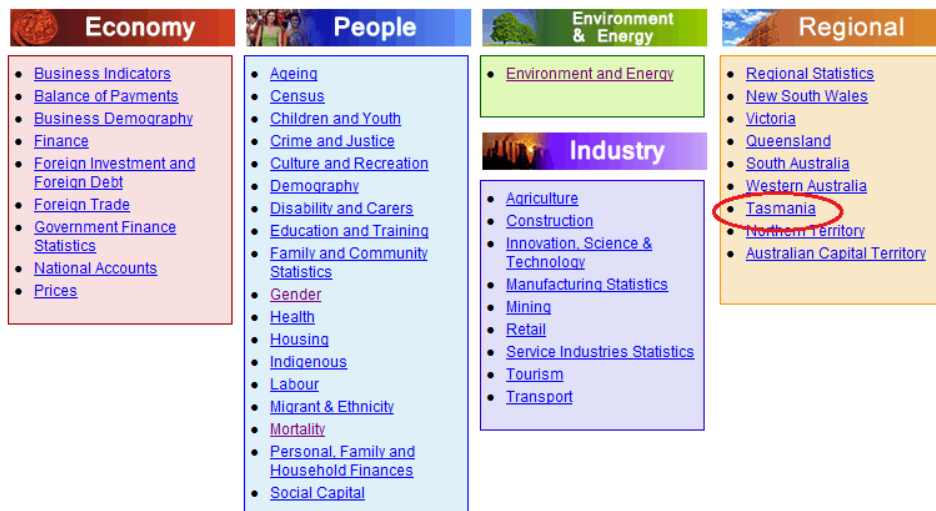 Economy
Business Indicators
Balance of Payments
Business Demography
Finance
Foreign Investment and
Foreign Debt
Foreign Trade
Government Finance
Statistics
National Accounts
Prices
People
Ageing
Census
Children and Youth
Crime and Justice
Culture and Recreation
Demography
Disability and Carers
Education and Training
Family and Community
Statistics
Gender
Health
Housing
Indigenous
Labour
Migrant & Ethnicity
Mortality
Personal, Family and
Household Finances
Social Capital
Environment
& Energy
Environment and Energy
Industry
Agriculture
Construction
Innovation, Science &
Technology
Manufacturing Statistics
Mining
Retail
Service Industries Statistics
Tourism
Transport
Regional
Regional Statistics
New South Wales
Victoria
Queensland
South Australia
Western Australia
Tasmania
Northern Territory
Australian Capital Territory